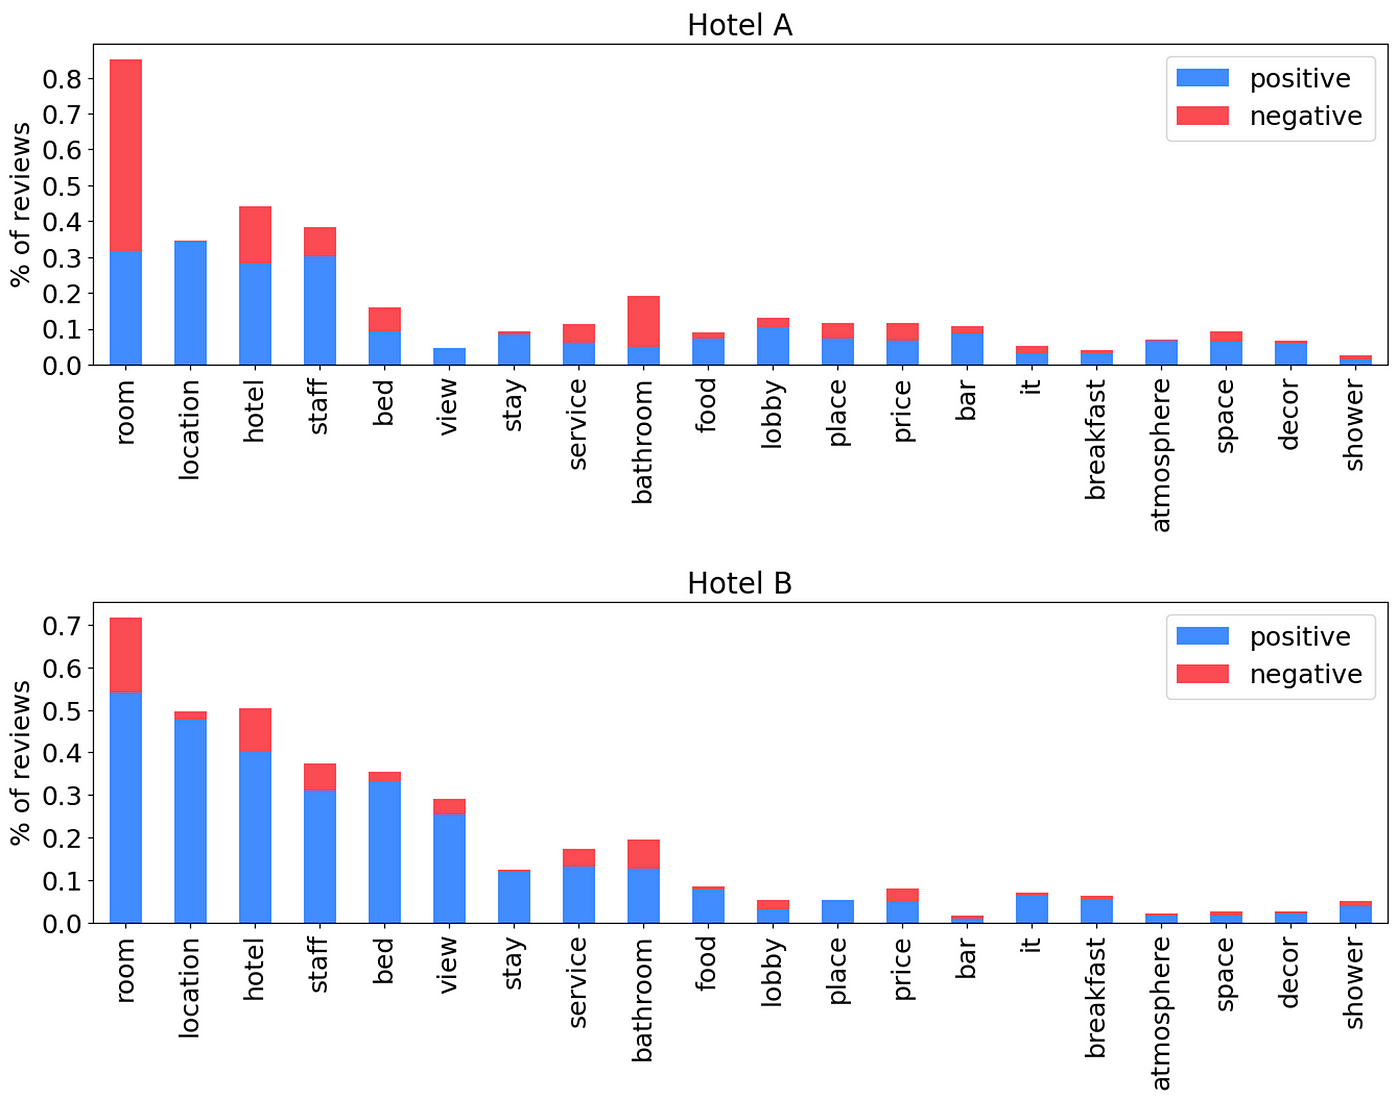 Hotel A
% of reviews
0.8
0.7
0.6
0.5
0.4
0.3
0.2
0.1
0.0
positive
negative
room
location
hotel
staff
bed
view
stay
service
bathroom
food
lobby
place
price
bar
it
breakfast
atmosphere
space
decor
shower
Hotel B
% of reviews
0.7
0.6
0.5
0.4
0.3
0.2
0.1
0.0
positive
negative
room
location
hotel
staff
bed
view
stay
service
bathroom
food
lobby
place
price
bar
it
breakfast
atmosphere
space
decor
shower